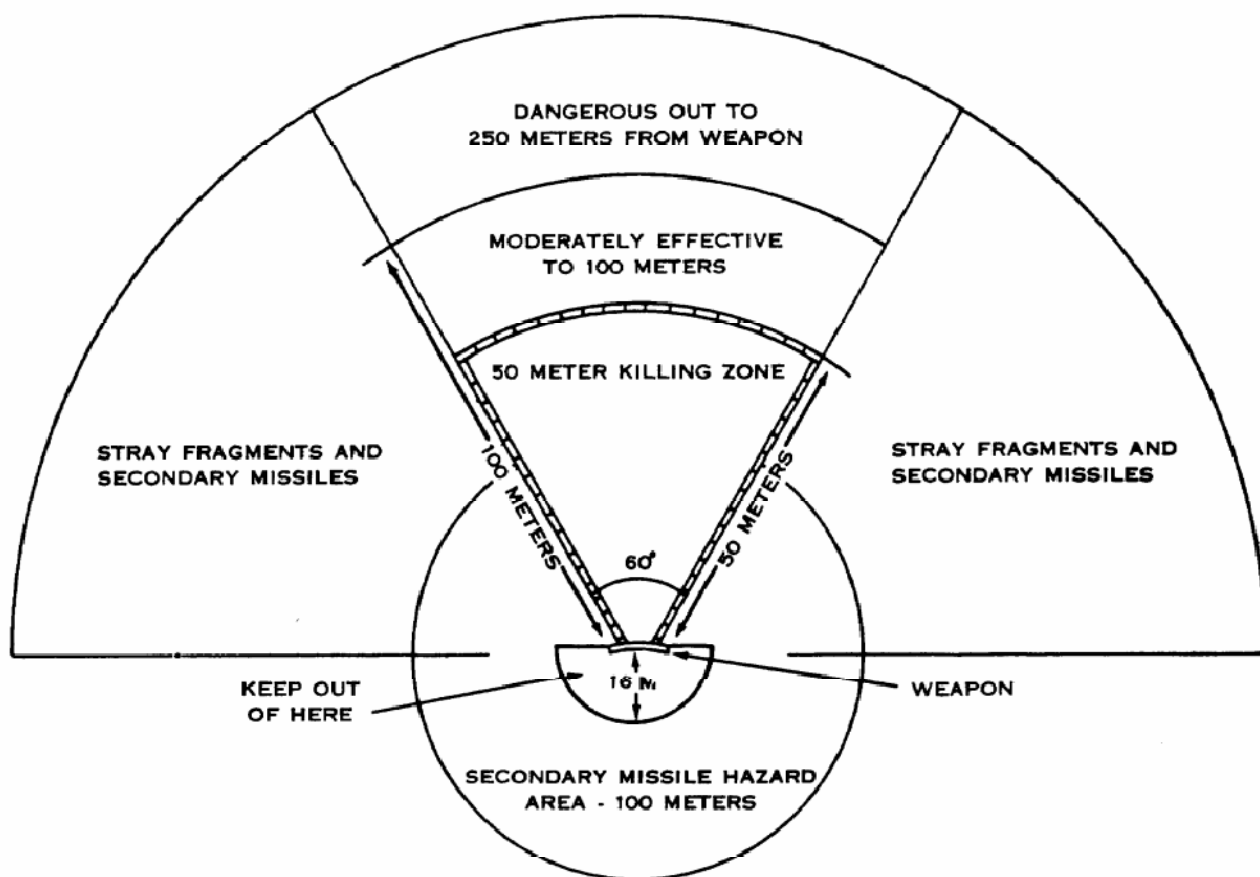 DANGEROUS OUT TO
250 METERS FROM WEAPON
MODERATELY EFFECTIVE
TO 100 METERS
50 METER KILLING ZONE
STRAY FRAGMENTS AND
SECONDARY MISSILES
STRAY FRAGMENTS AND
SECONDARY MISSILES
100 METERS
50 METERS
60°
16 M
KEEP OUT
OF HERE
WEAPON
SECONDARY MISSILE HAZARD
AREA - 100 METERS